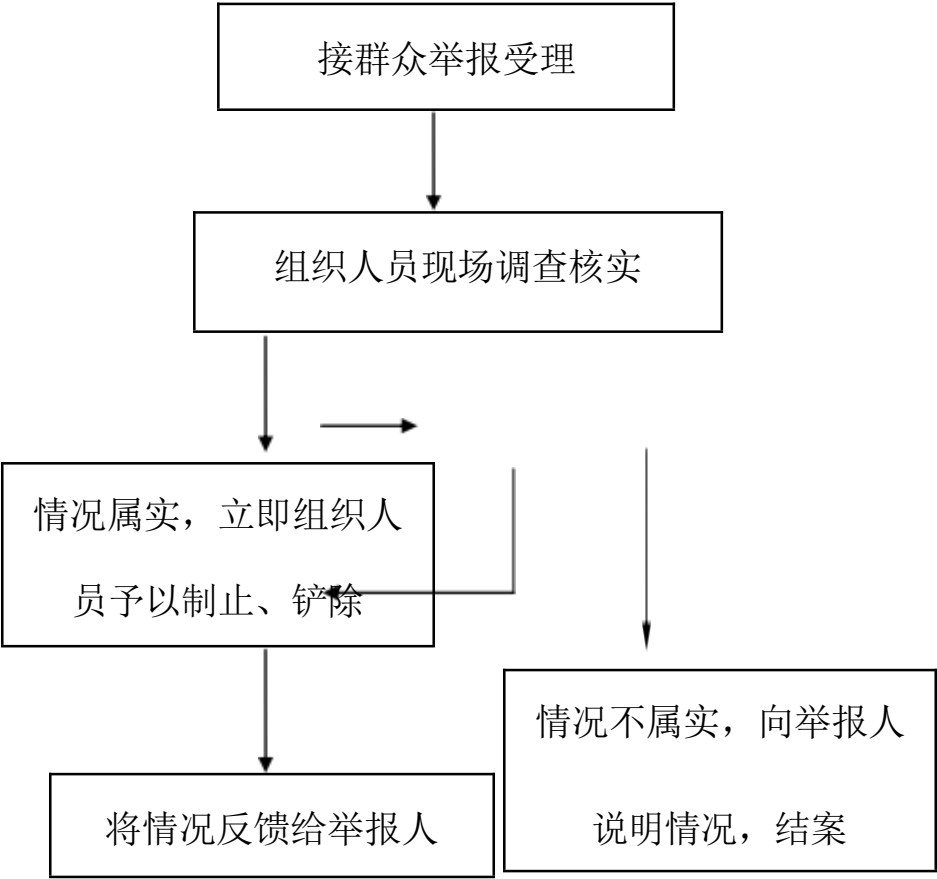 接群众举报受理
组织人员现场调查核实
情况属实，立即组织人
员予以制止、铲除
情况不属实，向举报人
说明情况，结案
将情况反馈给举报人